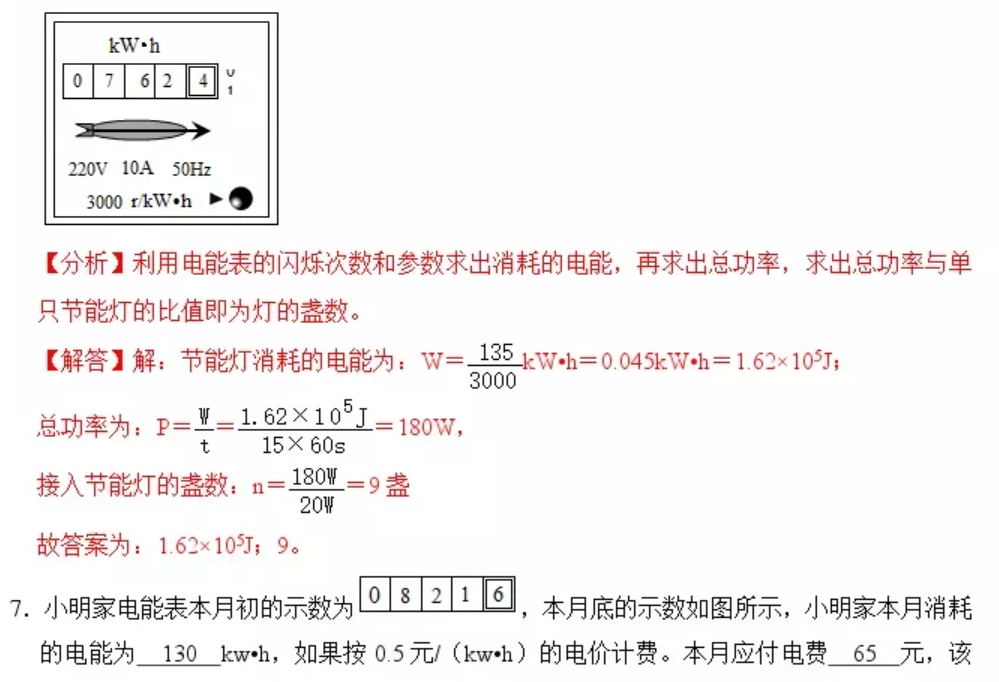 kW•h
0 7 6 2 4 0
1
220V 10A 50Hz
3000 r/kW•h
【分析】利用电能表的闪烁次数和参数求出消耗的电能，再求出总功率，求出总功率与单
只节能灯的比值即为灯的盏数。
【解答】解：节能灯消耗的电能为：W＝135/3000kW•h＝0.045kW•h＝1.62×10⁵J；
总功率为：P＝W/t＝1.62×10⁵J/15×60s＝180W，
接入节能灯的盏数：n＝180W/20W＝9 盏
故答案为：1.62×10⁵J；9。
7．小明家电能表本月初的示数为 0 8 2 1 6 ，本月底的示数如图所示，小明家本月消耗
的电能为 130 kw•h，如果按 0.5 元/（kw•h）的电价计费。本月应付电费 65 元，该